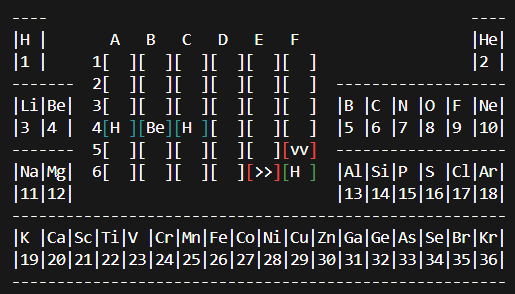 ----                                                     ----
|H |       A   B   C   D   E   F                         |He|
|1 |     1[  ][  ][  ][  ][  ][  ]                       |2 |
-------  2[  ][  ][  ][  ][  ][  ]     -------------------
|Li|Be|  3[  ][  ][  ][  ][  ][  ]     |B |C |N |O |F |Ne|
|3 |4 |  4[H ][Be][H ][  ][  ][  ]     |5 |6 |7 |8 |9 |10|
-------  5[  ][  ][  ][  ][  ][vv]     -------------------
|Na|Mg|  6[  ][  ][  ][  ][>>][H ]     |Al|Si|P |S |Cl|Ar|
|11|12|                                |13|14|15|16|17|18|
-------------------------------------------------------
|K |Ca|Sc|Ti|V |Cr|Mn|Fe|Co|Ni|Cu|Zn|Ga|Ge|As|Se|Br|Kr|
|19|20|21|22|23|24|25|26|27|28|29|30|31|32|33|34|35|36|
-------------------------------------------------------